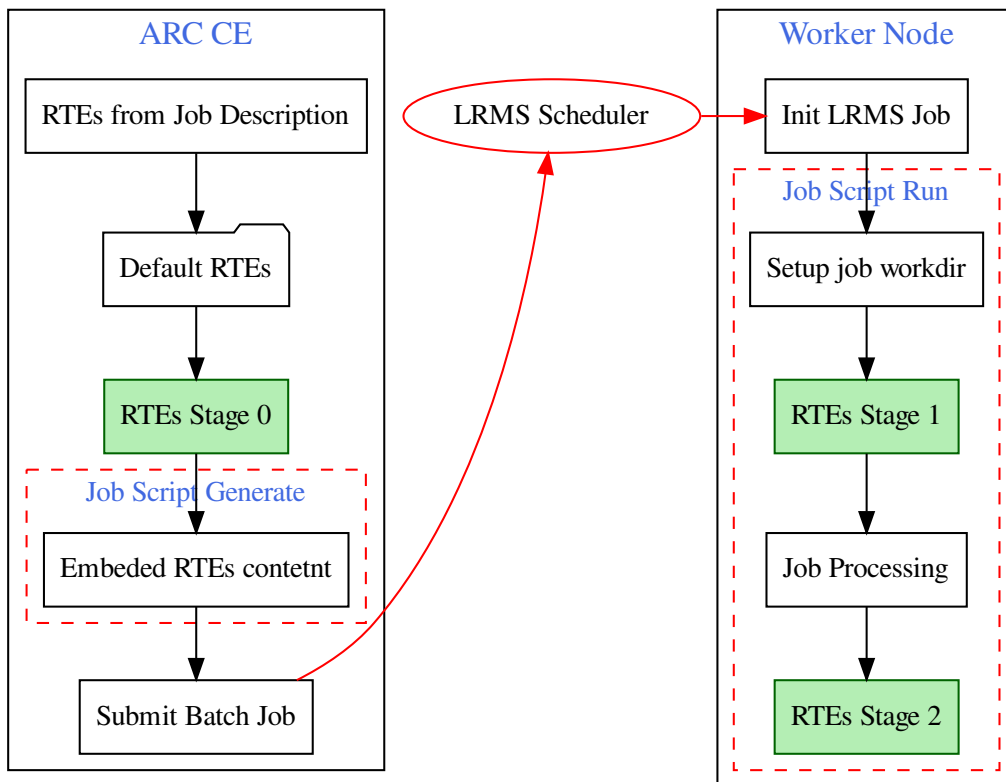 ARC CE
RTEs from Job Description
Default RTEs
RTEs Stage 0
Job Script Generate
Embeded RTEs contetnt
Submit Batch Job
LRMS Scheduler
Worker Node
Init LRMS Job
Job Script Run
Setup job workdir
RTEs Stage 1
Job Processing
RTEs Stage 2